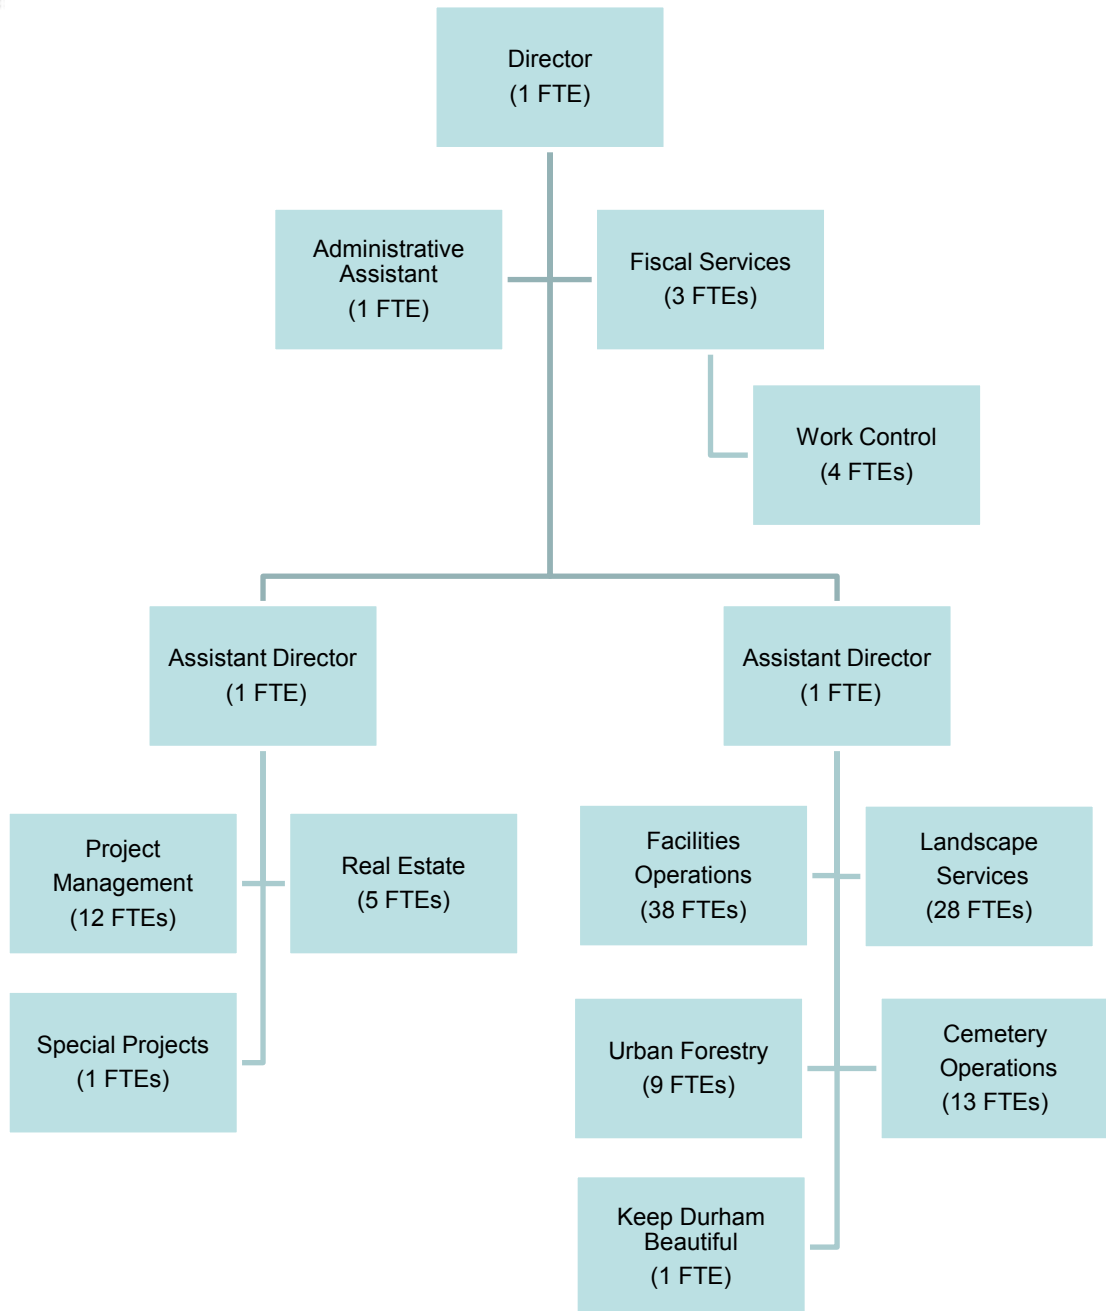 Director
(1 FTE)
Administrative
Assistant
(1 FTE)
Fiscal Services
(3 FTEs)
Work Control
(4 FTEs)
Assistant Director
(1 FTE)
Assistant Director
(1 FTE)
Project
Management
(12 FTEs)
Real Estate
(5 FTEs)
Facilities
Operations
(38 FTEs)
Landscape
Services
(28 FTEs)
Special Projects
(1 FTEs)
Urban Forestry
(9 FTEs)
Cemetery
Operations
(13 FTEs)
Keep Durham
Beautiful
(1 FTE)